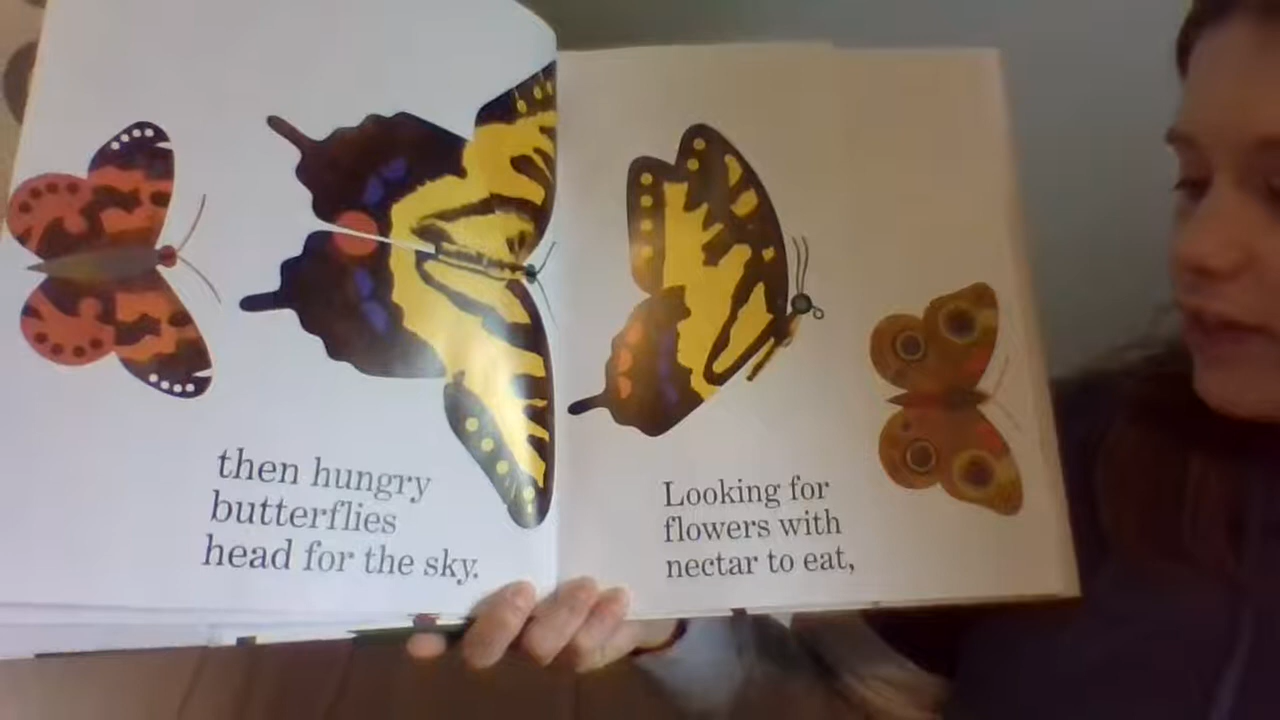 then hungry
butterflies
head for the sky.
Looking for
flowers with
nectar to eat,